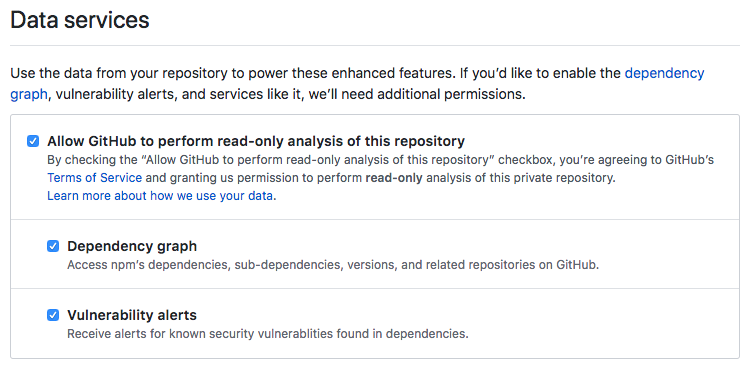 Data services
Use the data from your repository to power these enhanced features. If you’d like to enable the dependency
graph, vulnerability alerts, and services like it, we’ll need additional permissions.
Allow GitHub to perform read-only analysis of this repository
By checking the “Allow GitHub to perform read-only analysis of this repository” checkbox, you’re agreeing to GitHub’s
Terms of Service and granting us permission to perform read-only analysis of this private repository.
Learn more about how we use your data.
Dependency graph
Access npm’s dependencies, sub-dependencies, versions, and related repositories on GitHub.
Vulnerability alerts
Receive alerts for known security vulnerablities found in dependencies.